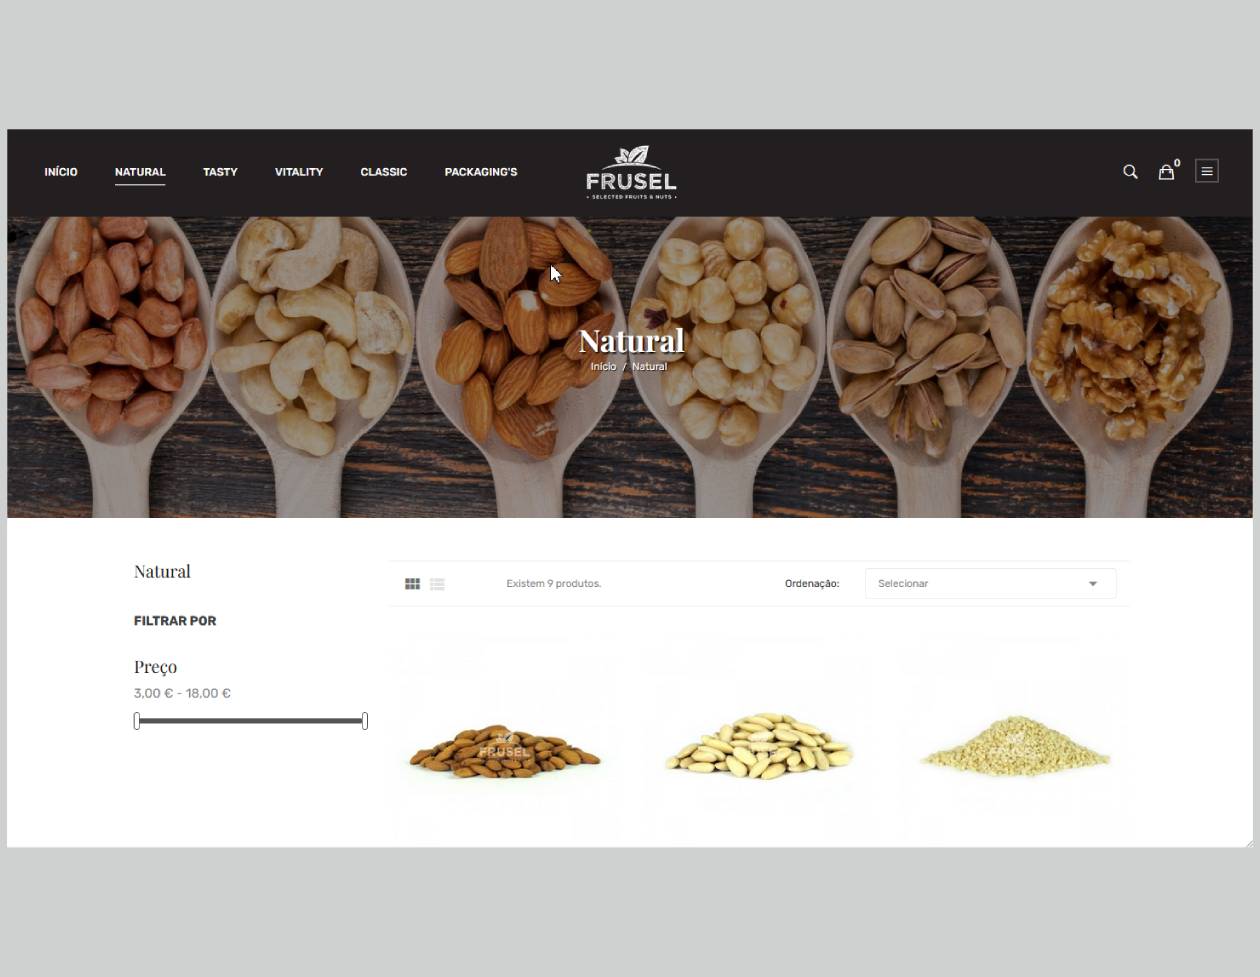 INÍCIO NATURAL TASTY VITALITY CLASSIC PACKAGING'S
FRUSEL
• SELECTED FRUITS & NUTS •
0
Natural
Início / Natural
Natural
Existem 9 produtos.
Ordenação:
Selecionar
FILTRAR POR
Preço
3,00 € - 18,00 €
FRUSEL
FRUSEL